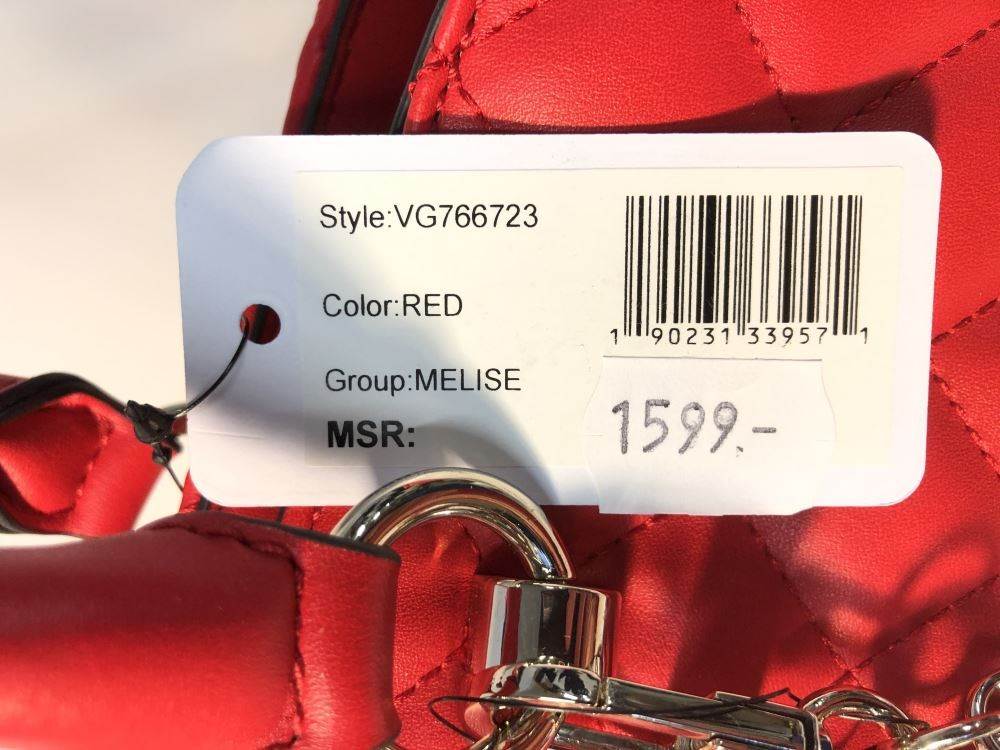 Style:VG766723
1 90231 33957 1
Color:RED
Group:MELISE
MSR:
1599.-